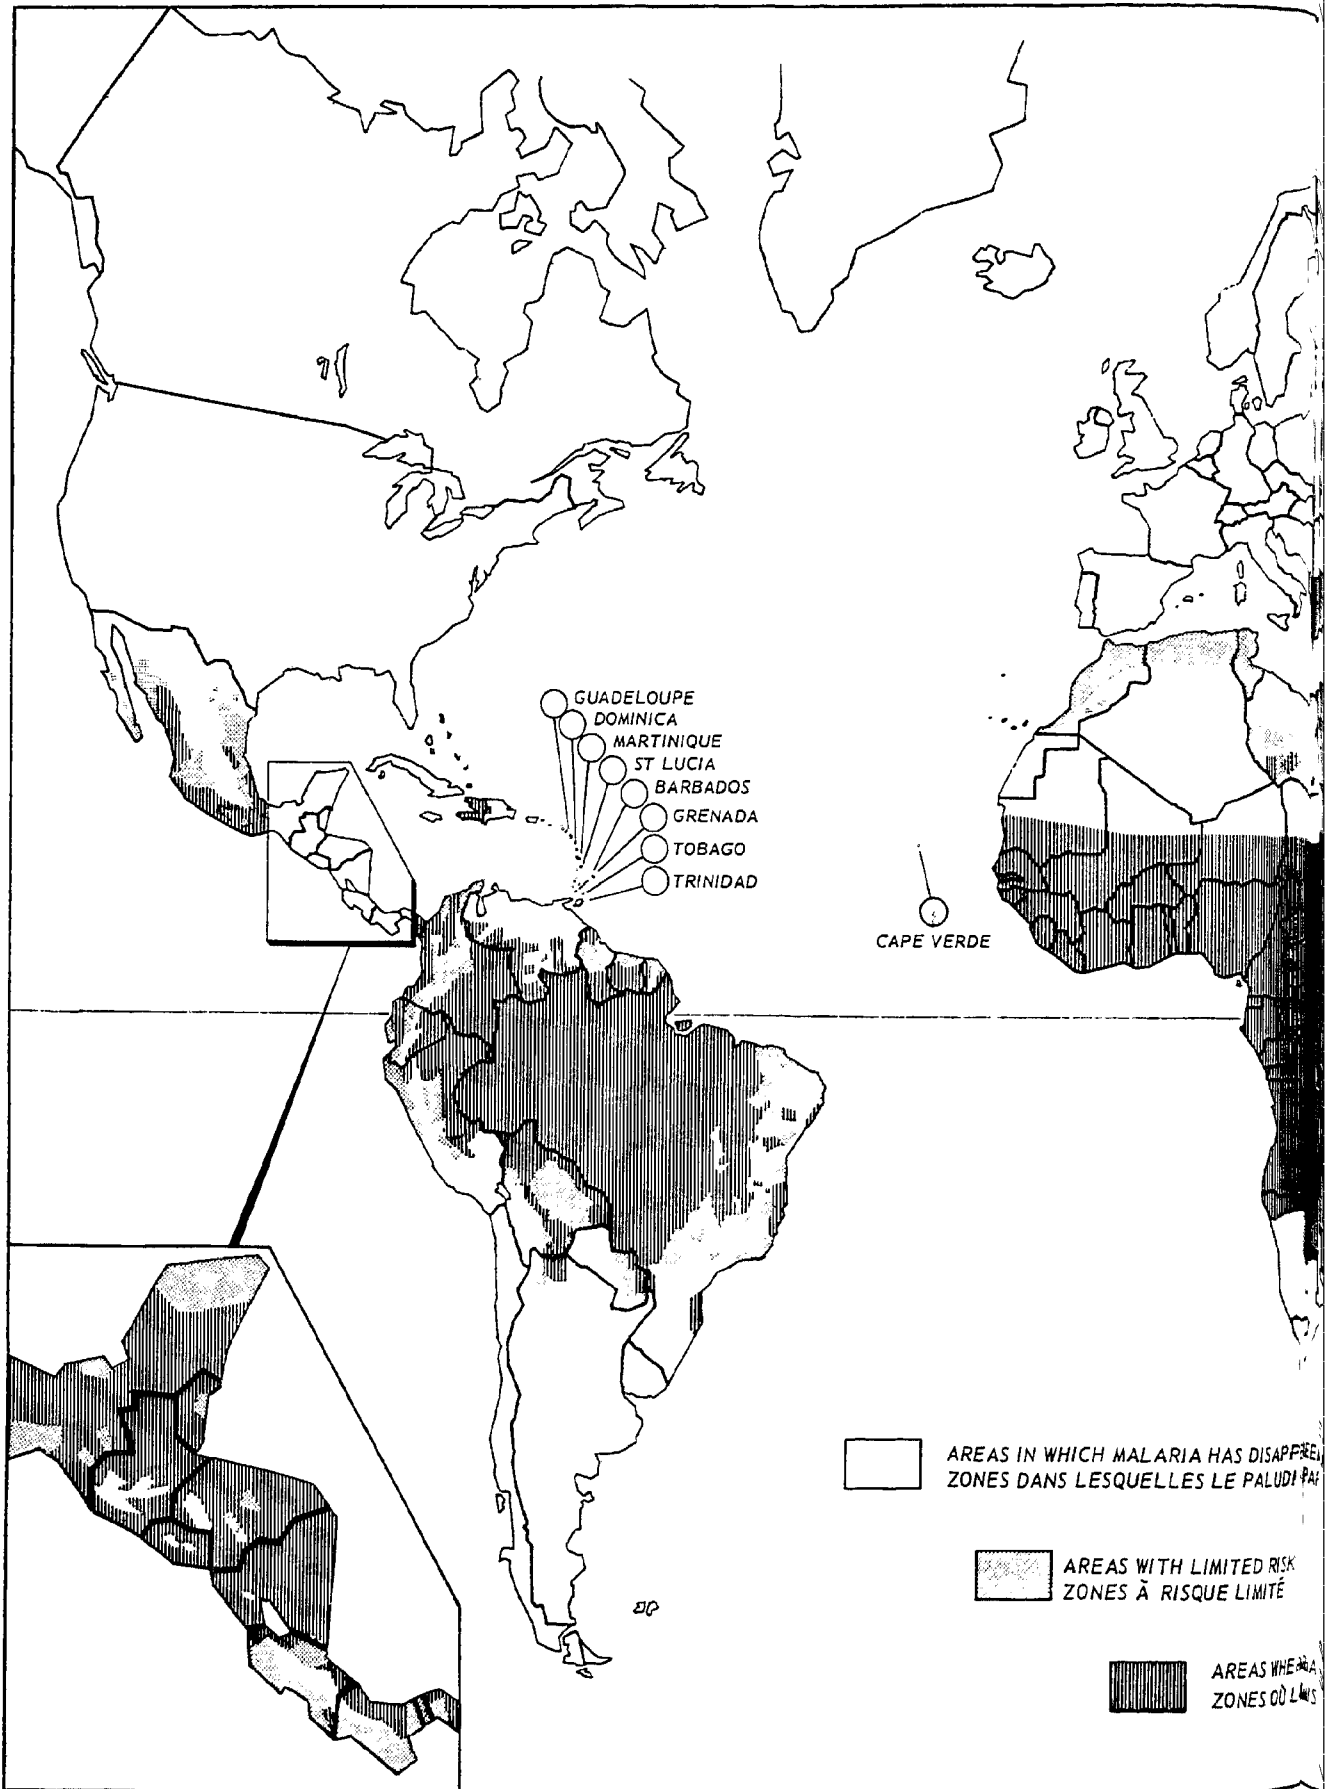 GUADELOUPE
DOMINICA
MARTINIQUE
ST LUCIA
BARBADOS
GRENADA
TOBAGO
TRINIDAD
CAPE VERDE
AREAS IN WHICH MALARIA HAS
ZONES DANS LESQUELLES LE
AREAS WITH LIMITED RISK
ZONES À RISQUE LIMITÉ
AREAS
ZONES OÙ